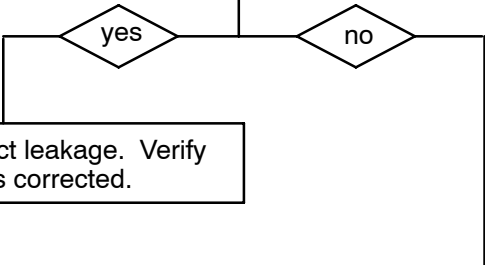 yes
no
ct leakage.  Verify
s corrected.